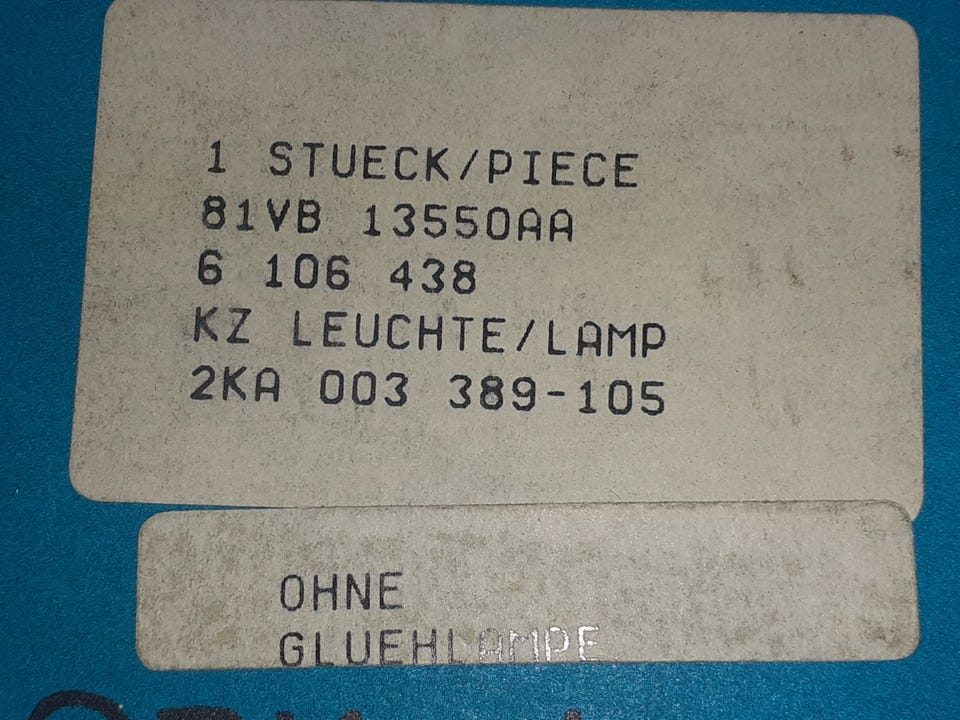 1 STUECK/PIECE
81VB 13550AA
6 106 438
KZ LEUCHTE/LAMP
2KA 003 389-105
OHNE
GLUEHLAMPE